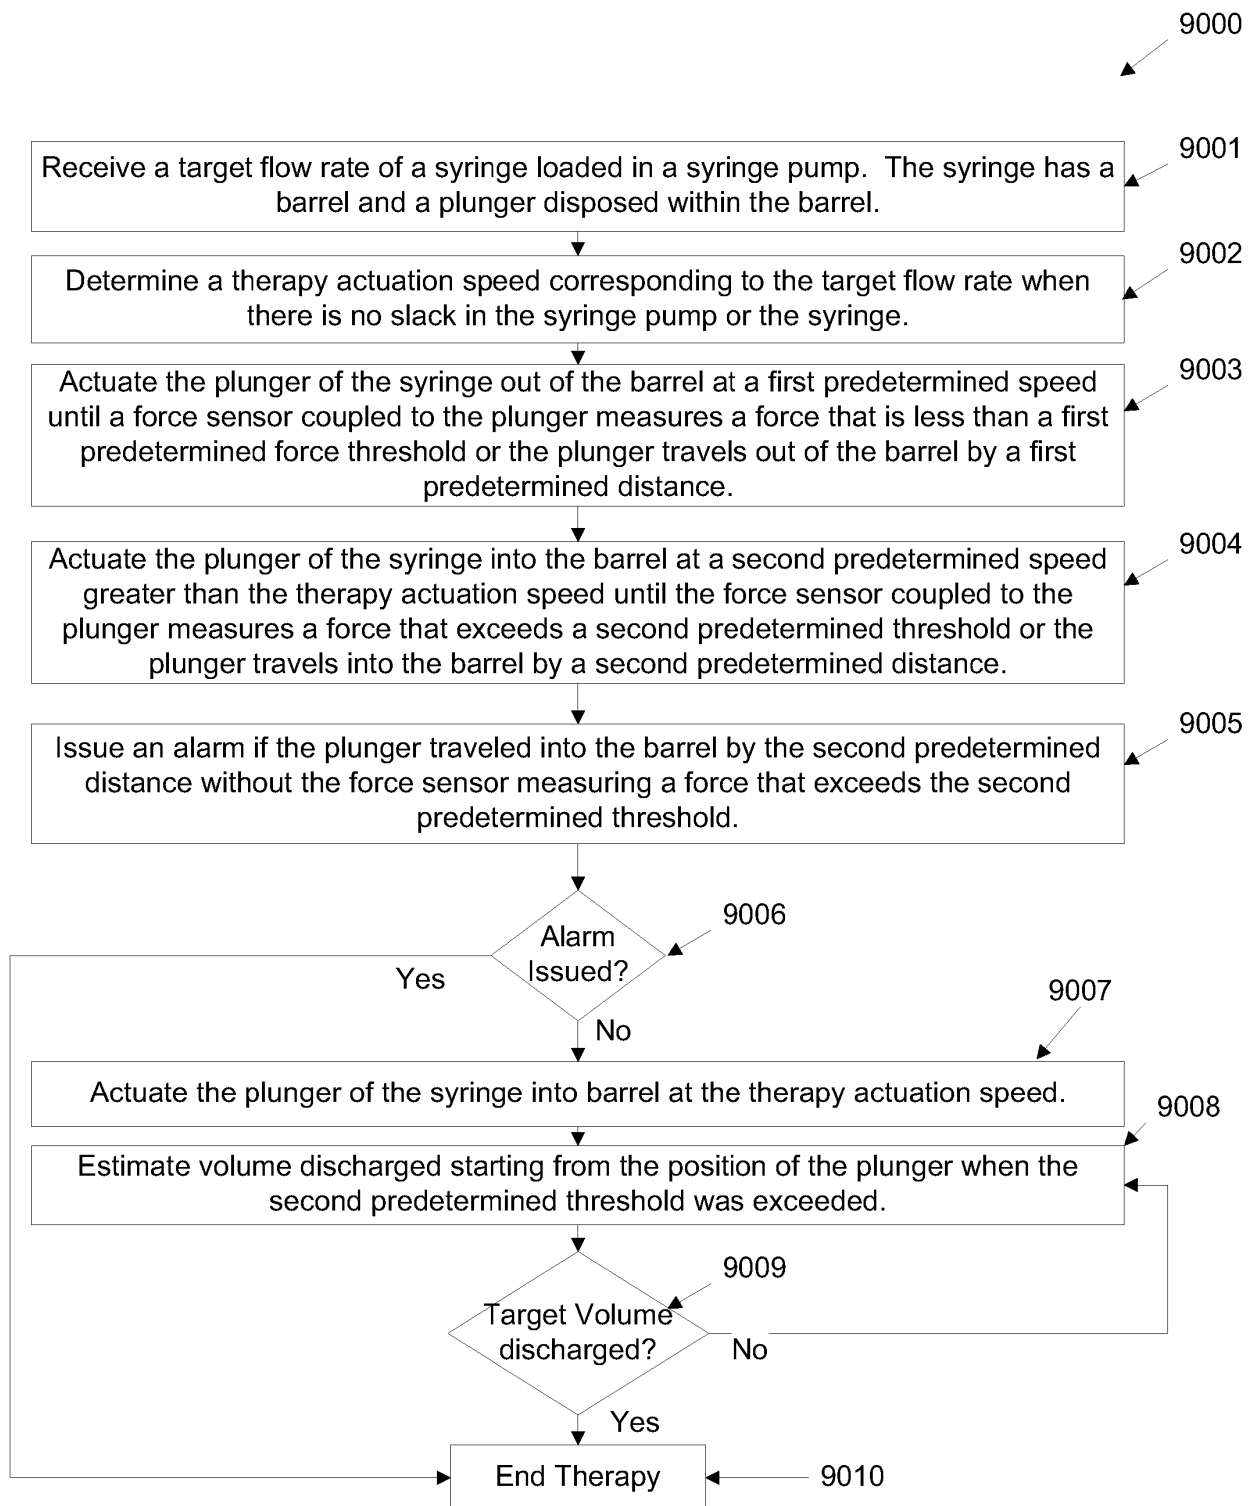 9000
9001
Receive a target flow rate of a syringe loaded in a syringe pump.  The syringe has a
barrel and a plunger disposed within the barrel.
9002
Determine a therapy actuation speed corresponding to the target flow rate when
there is no slack in the syringe pump or the syringe.
9003
Actuate the plunger of the syringe out of the barrel at a first predetermined speed
until a force sensor coupled to the plunger measures a force that is less than a first
predetermined force threshold or the plunger travels out of the barrel by a first
predetermined distance.
9004
Actuate the plunger of the syringe into the barrel at a second predetermined speed
greater than the therapy actuation speed until the force sensor coupled to the
plunger measures a force that exceeds a second predetermined threshold or the
plunger travels into the barrel by a second predetermined distance.
9005
Issue an alarm if the plunger traveled into the barrel by the second predetermined
distance without the force sensor measuring a force that exceeds the second
predetermined threshold.
9006
Alarm
Issued?
Yes
No
9007
Actuate the plunger of the syringe into barrel at the therapy actuation speed.
9008
Estimate volume discharged starting from the position of the plunger when the
second predetermined threshold was exceeded.
9009
Target Volume
discharged?
No
Yes
End Therapy
9010